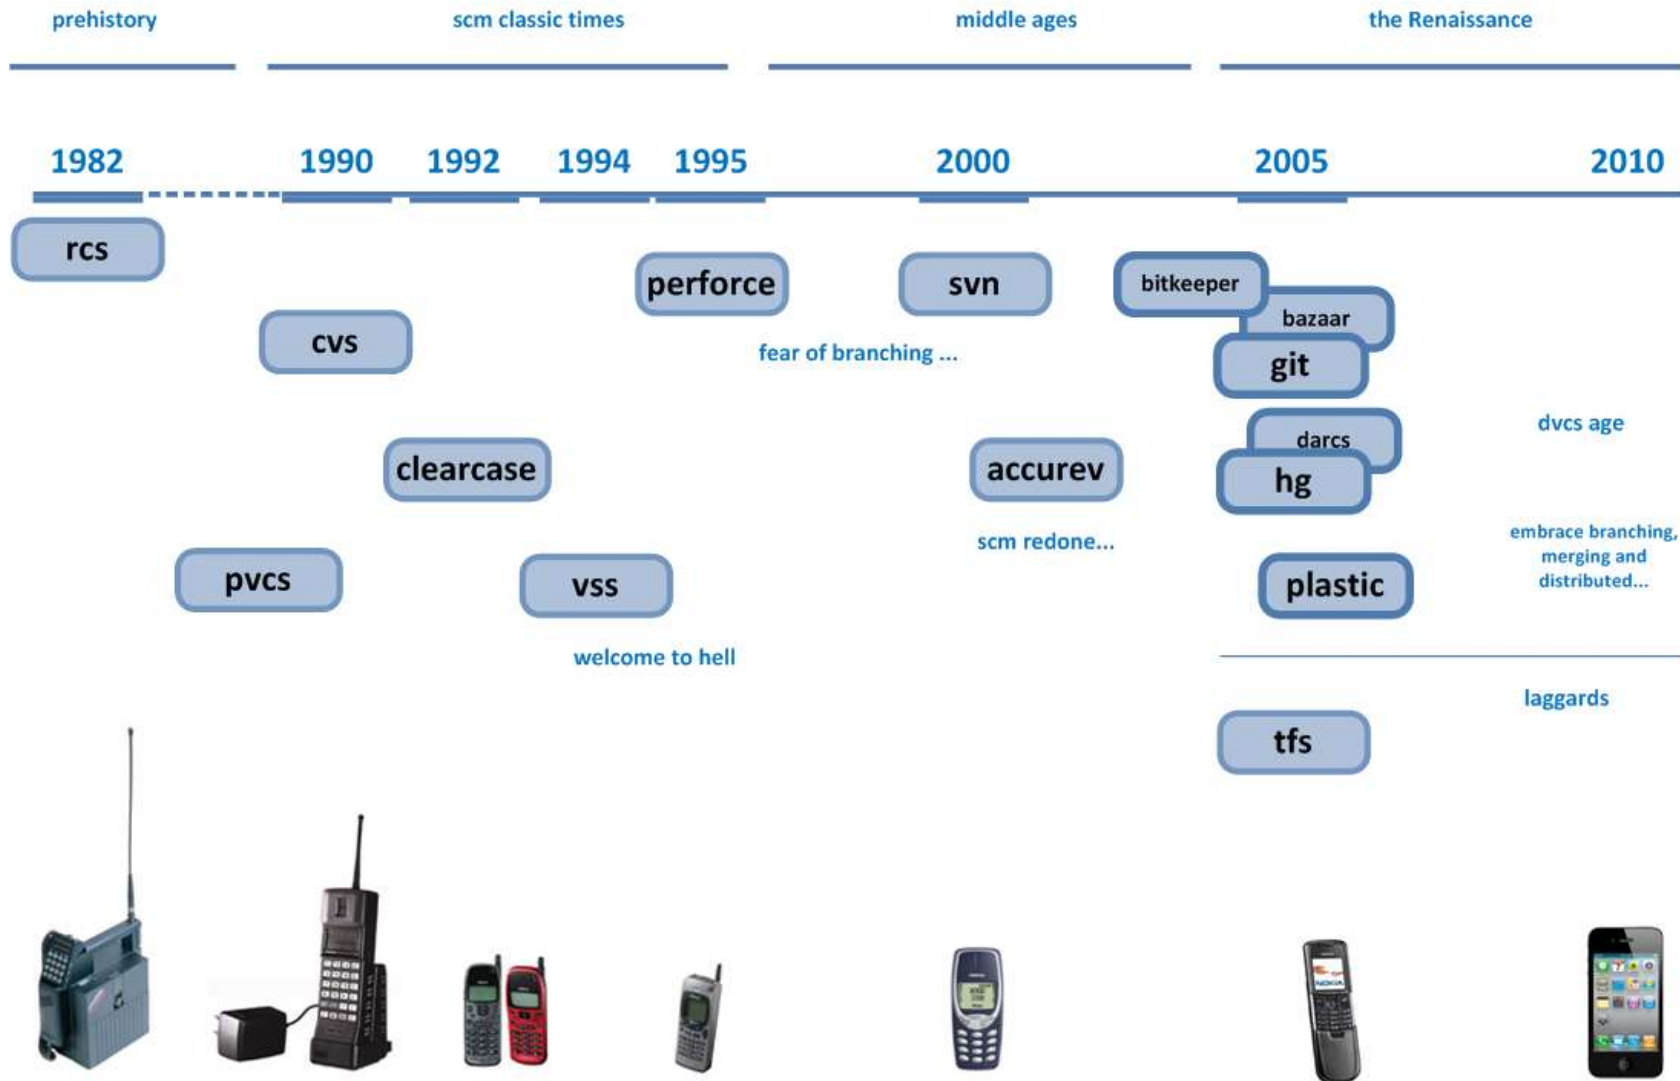 prehistory
scm classic times
middle ages
the Renaissance
1982
1990
1992
1994
1995
2000
2005
2010
rcs
perforce
svn
bitkeeper
bazaar
cvs
fear of branching ...
git
dvcs age
darcs
clearcase
accurev
hg
scm redone...
embrace branching,
merging and
distributed...
pvcs
vss
plastic
welcome to hell
laggards
tfs
NOKIA